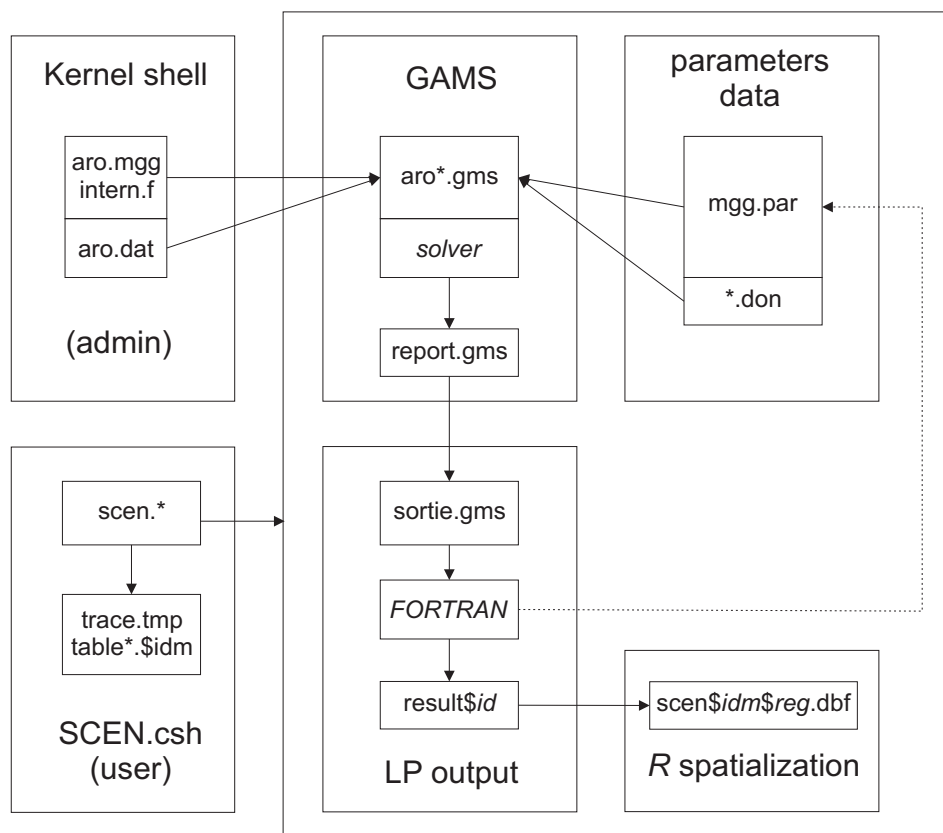 Kernel shell
aro.mgg
intern.f
aro.dat
(admin)
GAMS
aro*.gms
solver
report.gms
parameters
data
mgg.par
*.don
scen.*
trace.tmp
table*.$idm
SCEN.csh
(user)
sortie.gms
FORTRAN
result$id
LP output
scen$idm$reg.dbf
R spatialization